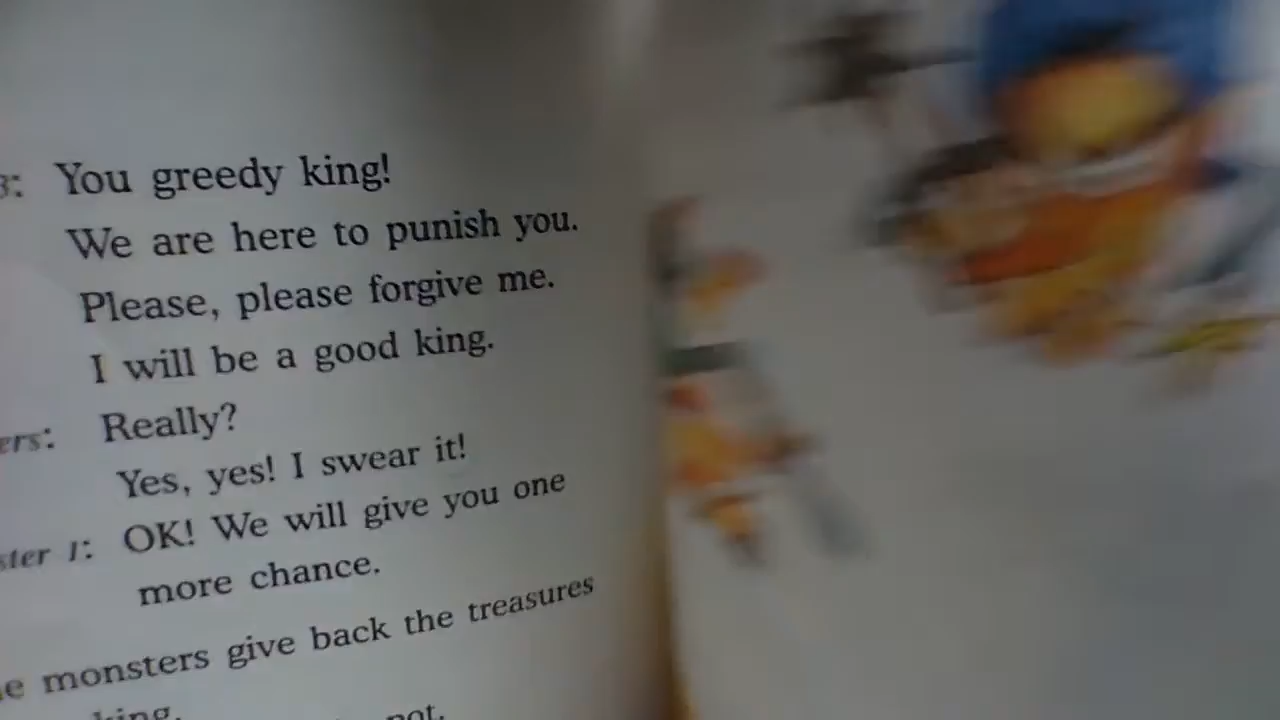 3: You greedy king!
We are here to punish you.
Please, please forgive me.
I will be a good king.
ers: Really?
Yes, yes! I swear it!
ster 1: OK! We will give you one
more chance.
e monsters give back the treasures
king. not.